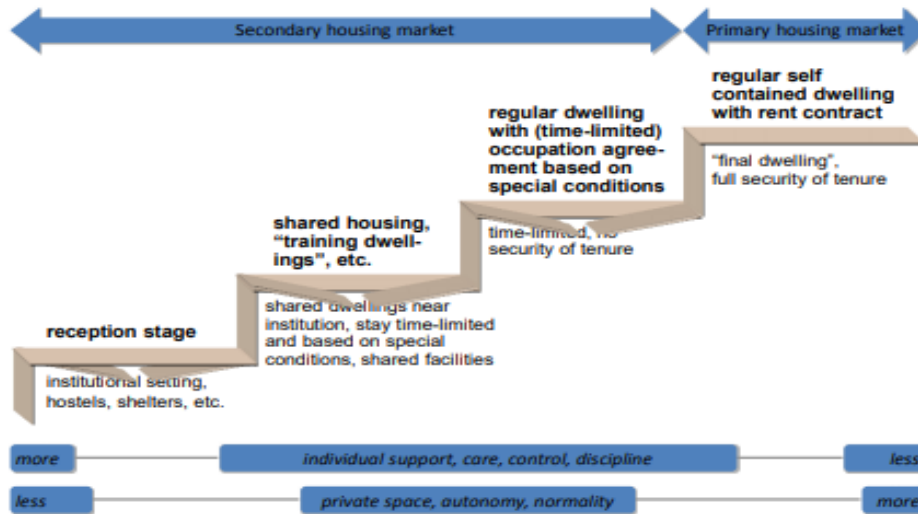 Secondary housing market
Primary housing market
regular self
contained dwelling
with rent contract
"final dwelling",
full security of tenure
regular dwelling
with (time-limited)
occupation agree-
ment based on
special conditions
time-limited, no
security of tenure
shared housing,
"training dwell-
ings", etc.
shared dwellings near
institution, stay time-limited
and based on special
conditions, shared facilities
reception stage
institutional setting,
hostels, shelters, etc.
more
individual support, care, control, discipline
less
less
private space, autonomy, normality
more